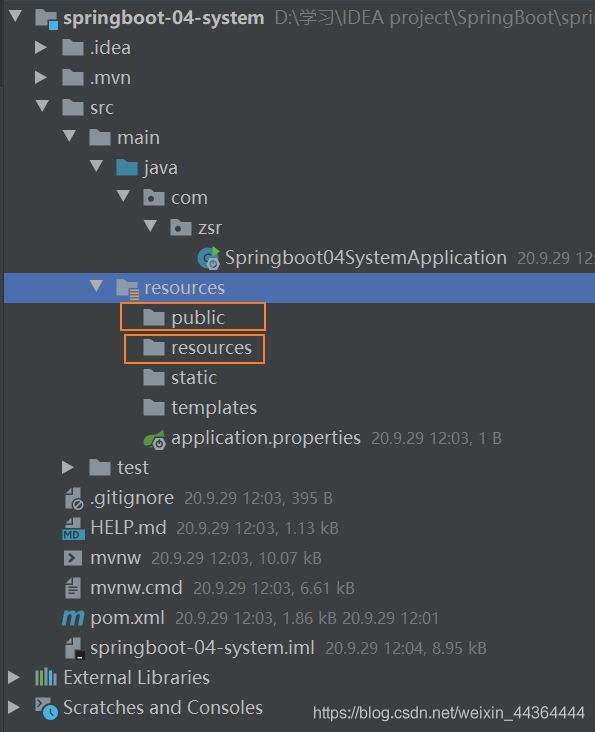 springboot-04-system D:\学习\IDEA project\SpringBoot\sprin
.idea
.mvn
src
main
java
com
zsr
Springboot04SystemApplication 20.9.29 12:
resources
public
resources
static
templates
application.properties 20.9.29 12:03, 1 B
test
.gitignore 20.9.29 12:03, 395 B
HELP.md 20.9.29 12:03, 1.13 kB
mvnw 20.9.29 12:03, 10.07 kB
mvnw.cmd 20.9.29 12:03, 6.61 kB
pom.xml 20.9.29 12:03, 1.86 kB 20.9.29 12:01
springboot-04-system.iml 20.9.29 12:04, 8.95 kB
External Libraries
Scratches and Consoles
https://blog.csdn.net/weixin_44364444